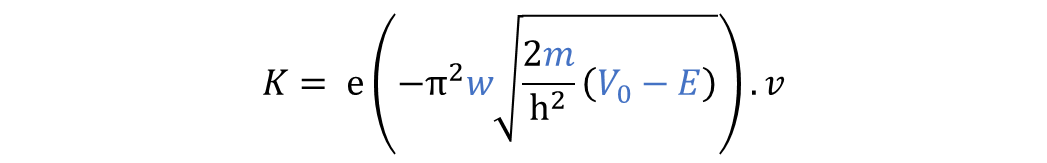 K = e(−π²w√(2m/h² (V₀ − E))) . v